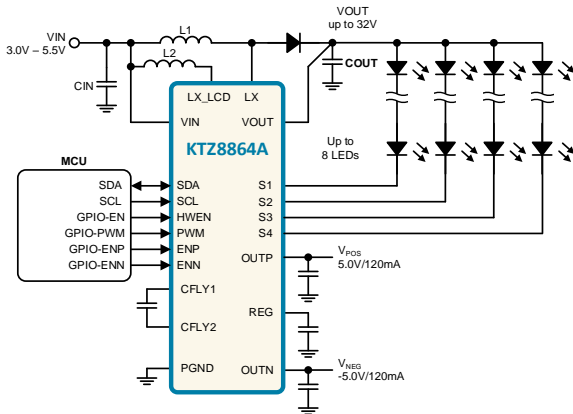 VIN
3.0V – 5.5V
L1
L2
CIN
VOUT
up to 32V
COUT
LX_LCD LX
VIN
VOUT
KTZ8864A
Up to
8 LEDs
MCU
SDA
SCL
GPIO-EN
GPIO-PWM
GPIO-ENP
GPIO-ENN
SDA
SCL
HWEN
PWM
ENP
ENN
CFLY1
CFLY2
PGND
S1
S2
S3
S4
OUTP
REG
OUTN
VPOS
5.0V/120mA
VNEG
-5.0V/120mA